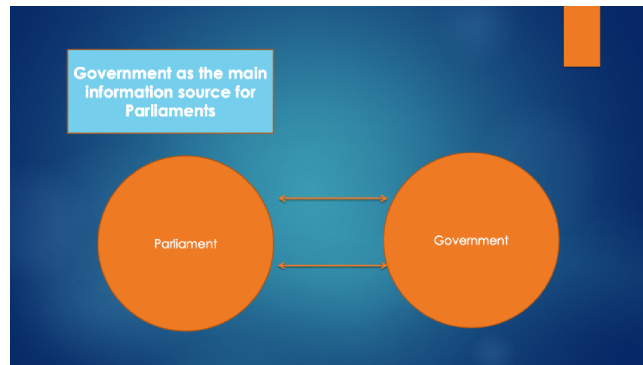 Government as the main
information source for
Parliaments
Parliament
Government